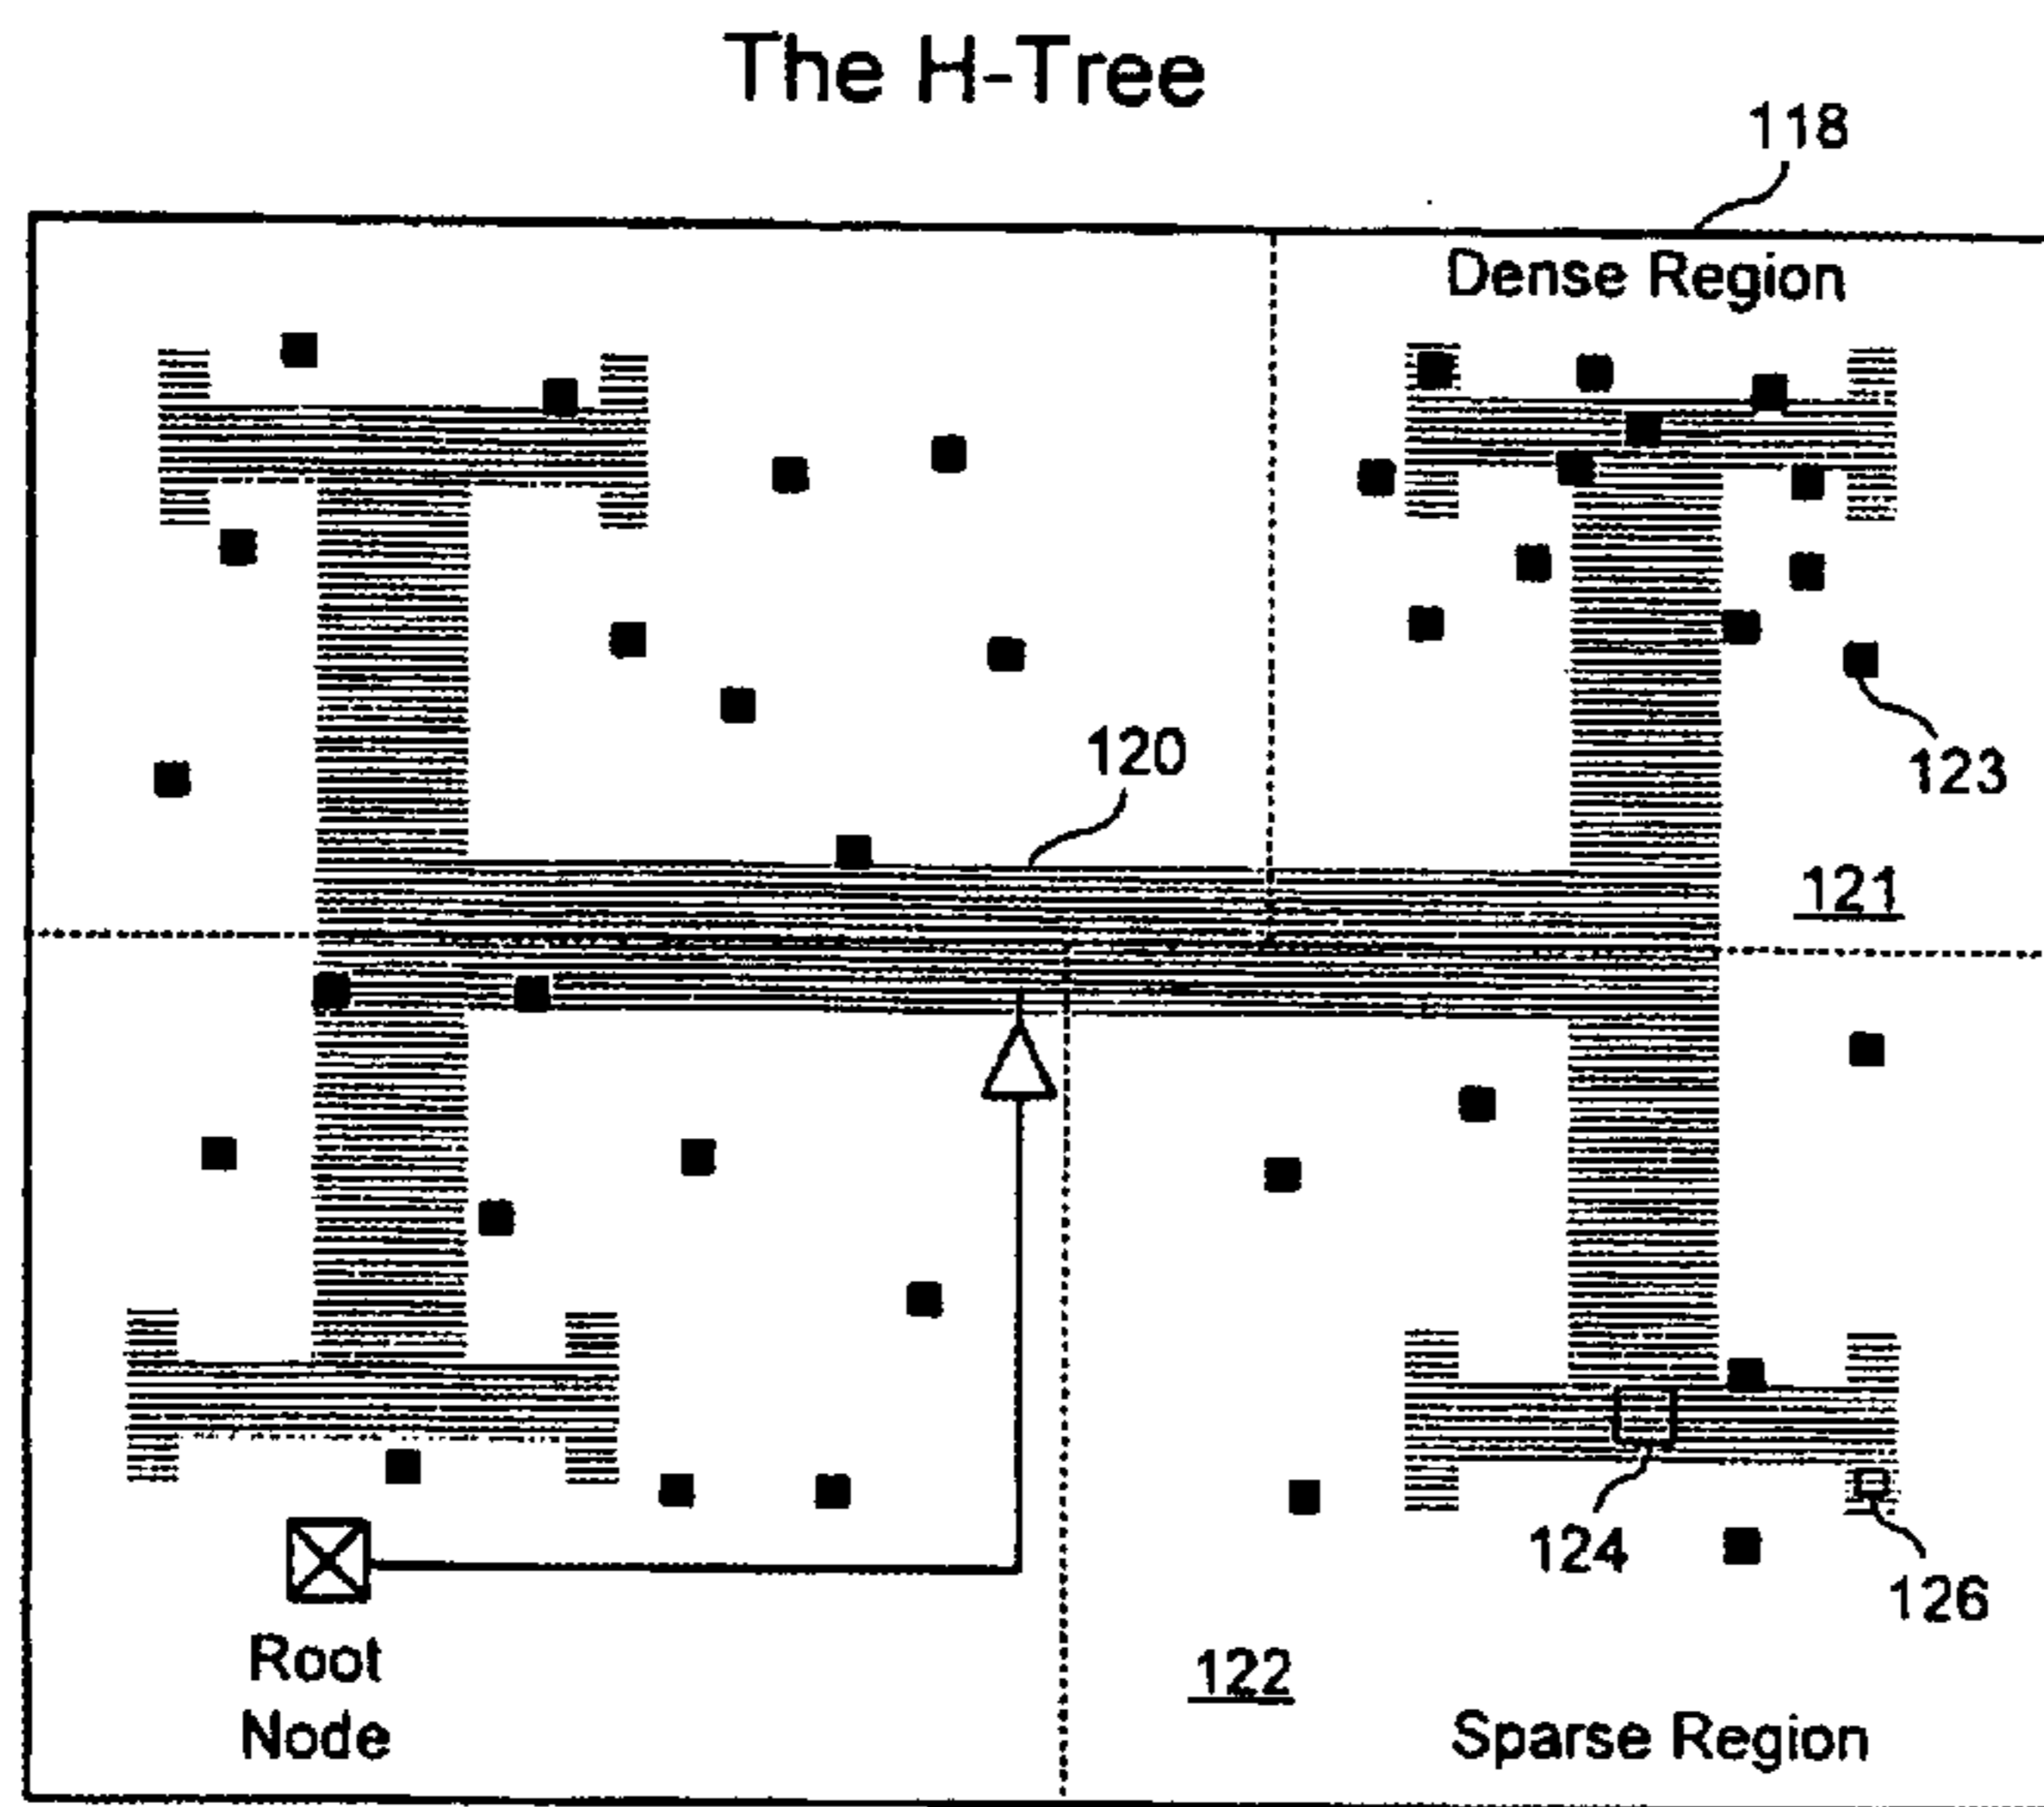 The H-Tree
118
Dense Region
120
123
121
124
126
122
Root
Node
Sparse Region